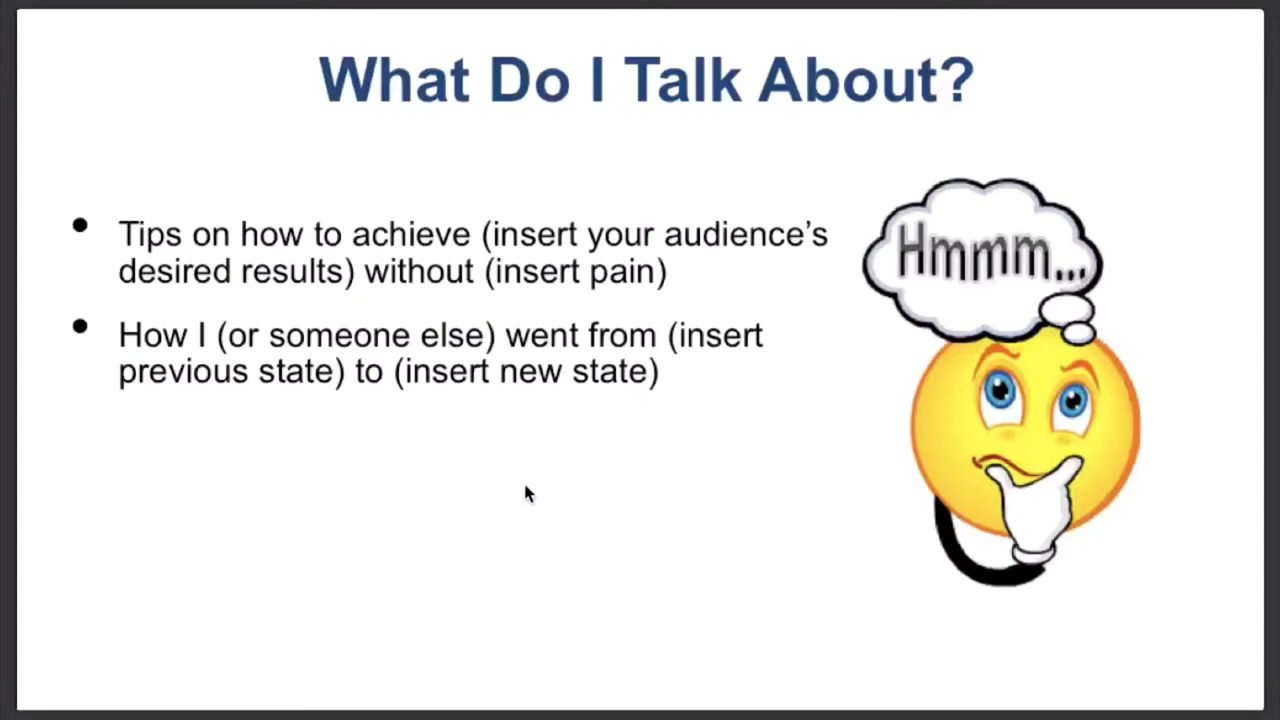 What Do I Talk About?
• Tips on how to achieve (insert your audience’s
desired results) without (insert pain)
• How I (or someone else) went from (insert
previous state) to (insert new state)
Hmmm...